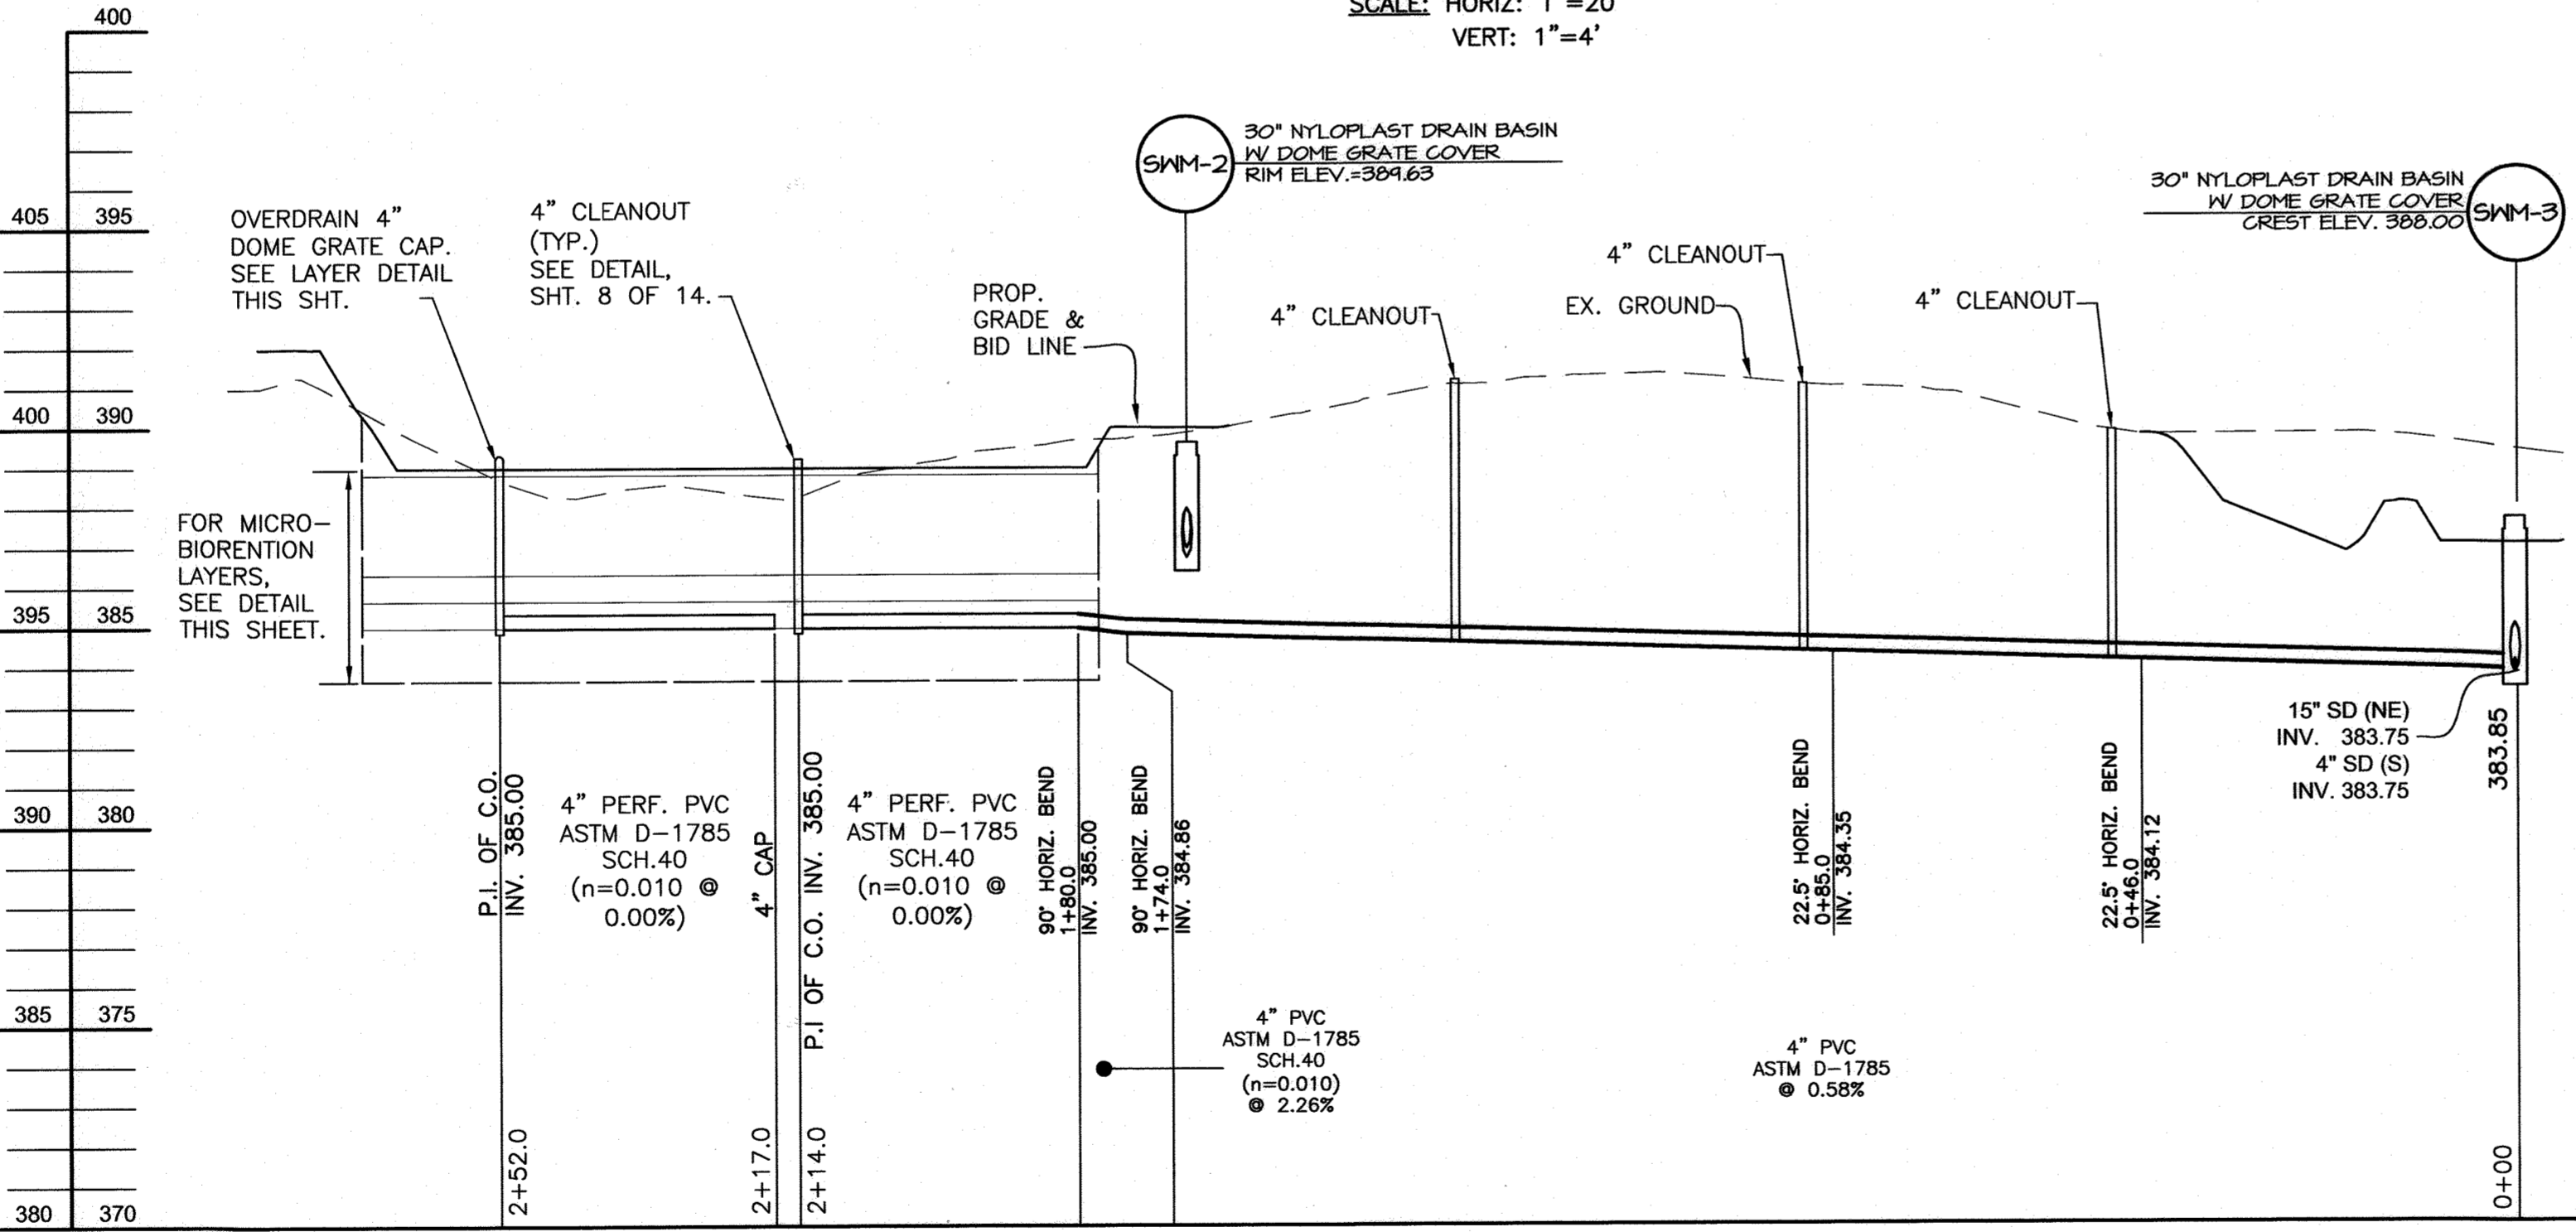 SCALE: HORIZ: 1"=20'
VERT: 1"=4'
400
405 395
400 390
395 385
390 380
385 375
380 370
OVERDRAIN 4"
DOME GRATE CAP.
SEE LAYER DETAIL
THIS SHT.
4" CLEANOUT
(TYP.)
SEE DETAIL,
SHT. 8 OF 14.
PROP.
GRADE &
BID LINE
SWM-2
30" NYLOPLAST DRAIN BASIN
W/ DOME GRATE COVER
RIM ELEV.=389.63
4" CLEANOUT
EX. GROUND
4" CLEANOUT
4" CLEANOUT
30" NYLOPLAST DRAIN BASIN
W/ DOME GRATE COVER
CREST ELEV. 388.00
SWM-3
FOR MICRO-
BIORENTION
LAYERS,
SEE DETAIL
THIS SHEET.
P.I. OF C.O.
INV. 385.00
4" PERF. PVC
ASTM D-1785
SCH.40
(n=0.010 @
0.00%)
4" CAP
P.I OF C.O. INV. 385.00
4" PERF. PVC
ASTM D-1785
SCH.40
(n=0.010 @
0.00%)
90° HORIZ. BEND
1+80.0
INV. 385.00
90° HORIZ. BEND
1+74.0
INV. 384.86
22.5° HORIZ. BEND
0+85.0
INV. 384.35
22.5° HORIZ. BEND
0+46.0
INV. 384.12
15" SD (NE)
INV. 383.75
4" SD (S)
INV. 383.75
383.85
4" PVC
ASTM D-1785
SCH.40
(n=0.010)
@ 2.26%
4" PVC
ASTM D-1785
@ 0.58%
2+52.0
2+17.0
2+14.0
0+00